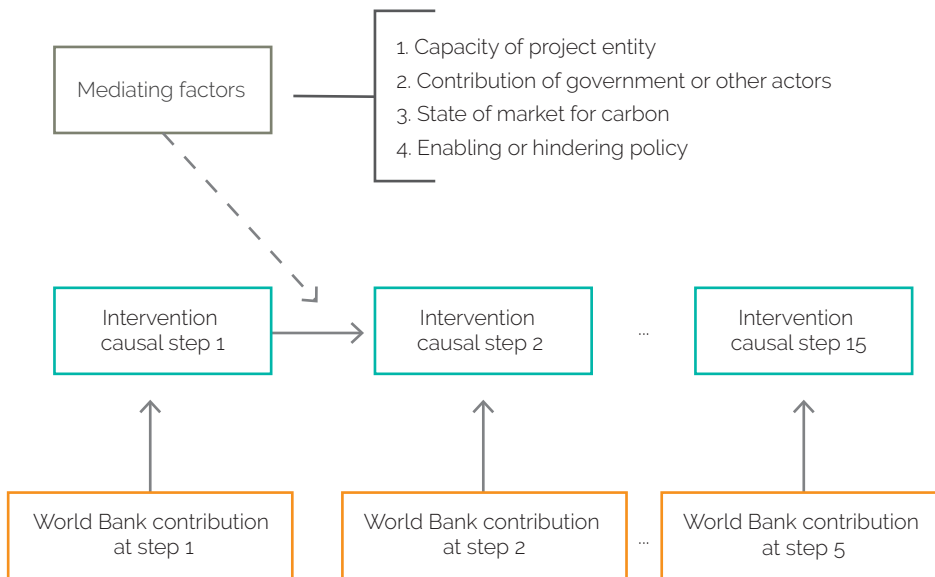 Mediating factors
1. Capacity of project entity
2. Contribution of government or other actors
3. State of market for carbon
4. Enabling or hindering policy
Intervention
causal step 1
Intervention
causal step 2
...
Intervention
causal step 15
World Bank contribution
at step 1
World Bank contribution
at step 2
...
World Bank contribution
at step 5